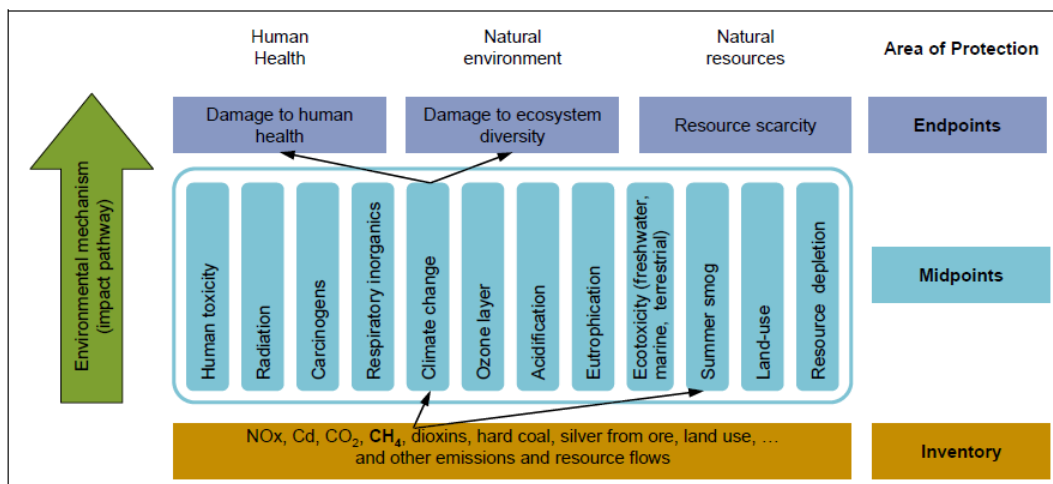 Human
Health
Natural
environment
Natural
resources
Area of Protection
Damage to human
health
Damage to ecosystem
diversity
Resource scarcity
Endpoints
Environmental mechanism
(impact pathway)
Human toxicity
Radiation
Carcinogens
Respiratory inorganics
Climate change
Ozone layer
Acidification
Eutrophication
Ecotoxicity (freshwater,
marine, terrestrial)
Summer smog
Land-use
Resource depletion
Midpoints
NOx, Cd, CO₂, CH₄, dioxins, hard coal, silver from ore, land use, …
and other emissions and resource flows
Inventory